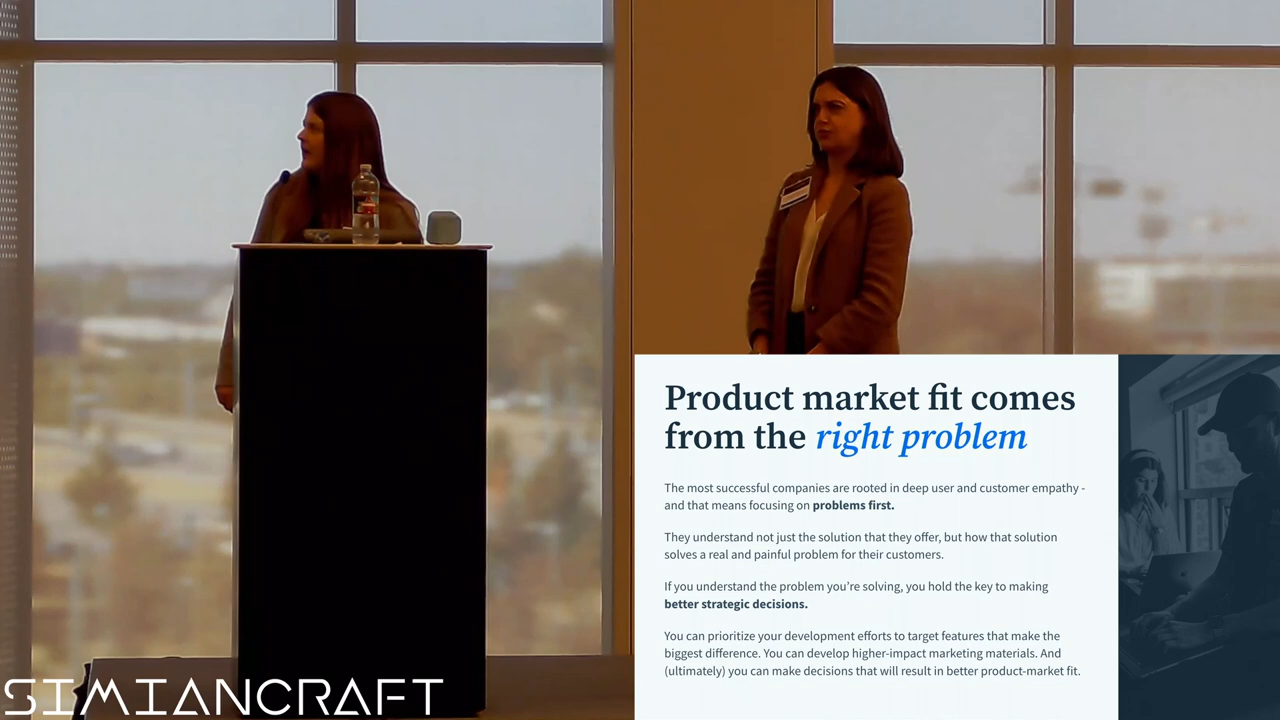 Product market fit comes
from the right problem
The most successful companies are rooted in deep user and customer empathy -
and that means focusing on problems first.
They understand not just the solution that they offer, but how that solution
solves a real and painful problem for their customers.
If you understand the problem you're solving, you hold the key to making
better strategic decisions.
You can prioritize your development efforts to target features that make the
biggest difference. You can develop higher-impact marketing materials. And
(ultimately) you can make decisions that will result in better product-market fit.
SIMIANCRAFT